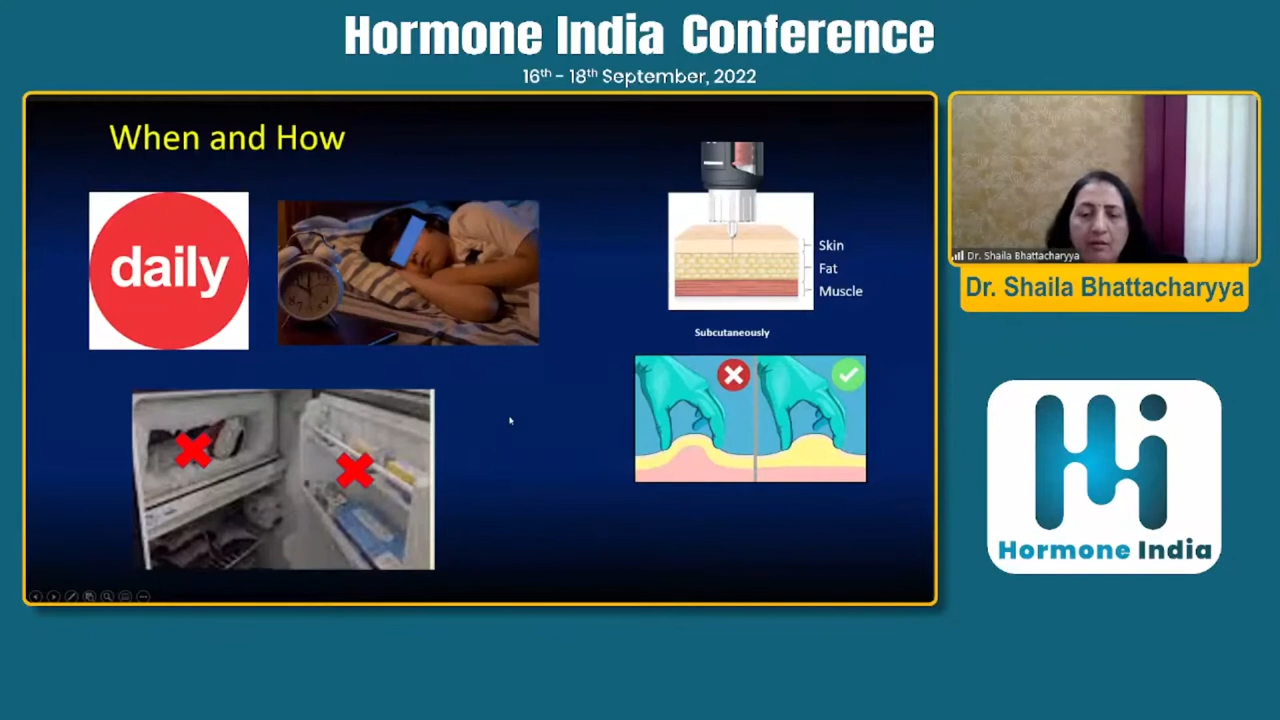 Hormone India Conference
16th - 18th September, 2022
When and How
daily
Skin
Fat
Muscle
Subcutaneously
Dr. Shaila Bhattacharyya
Dr. Shaila Bhattacharyya
Hi
Hormone India